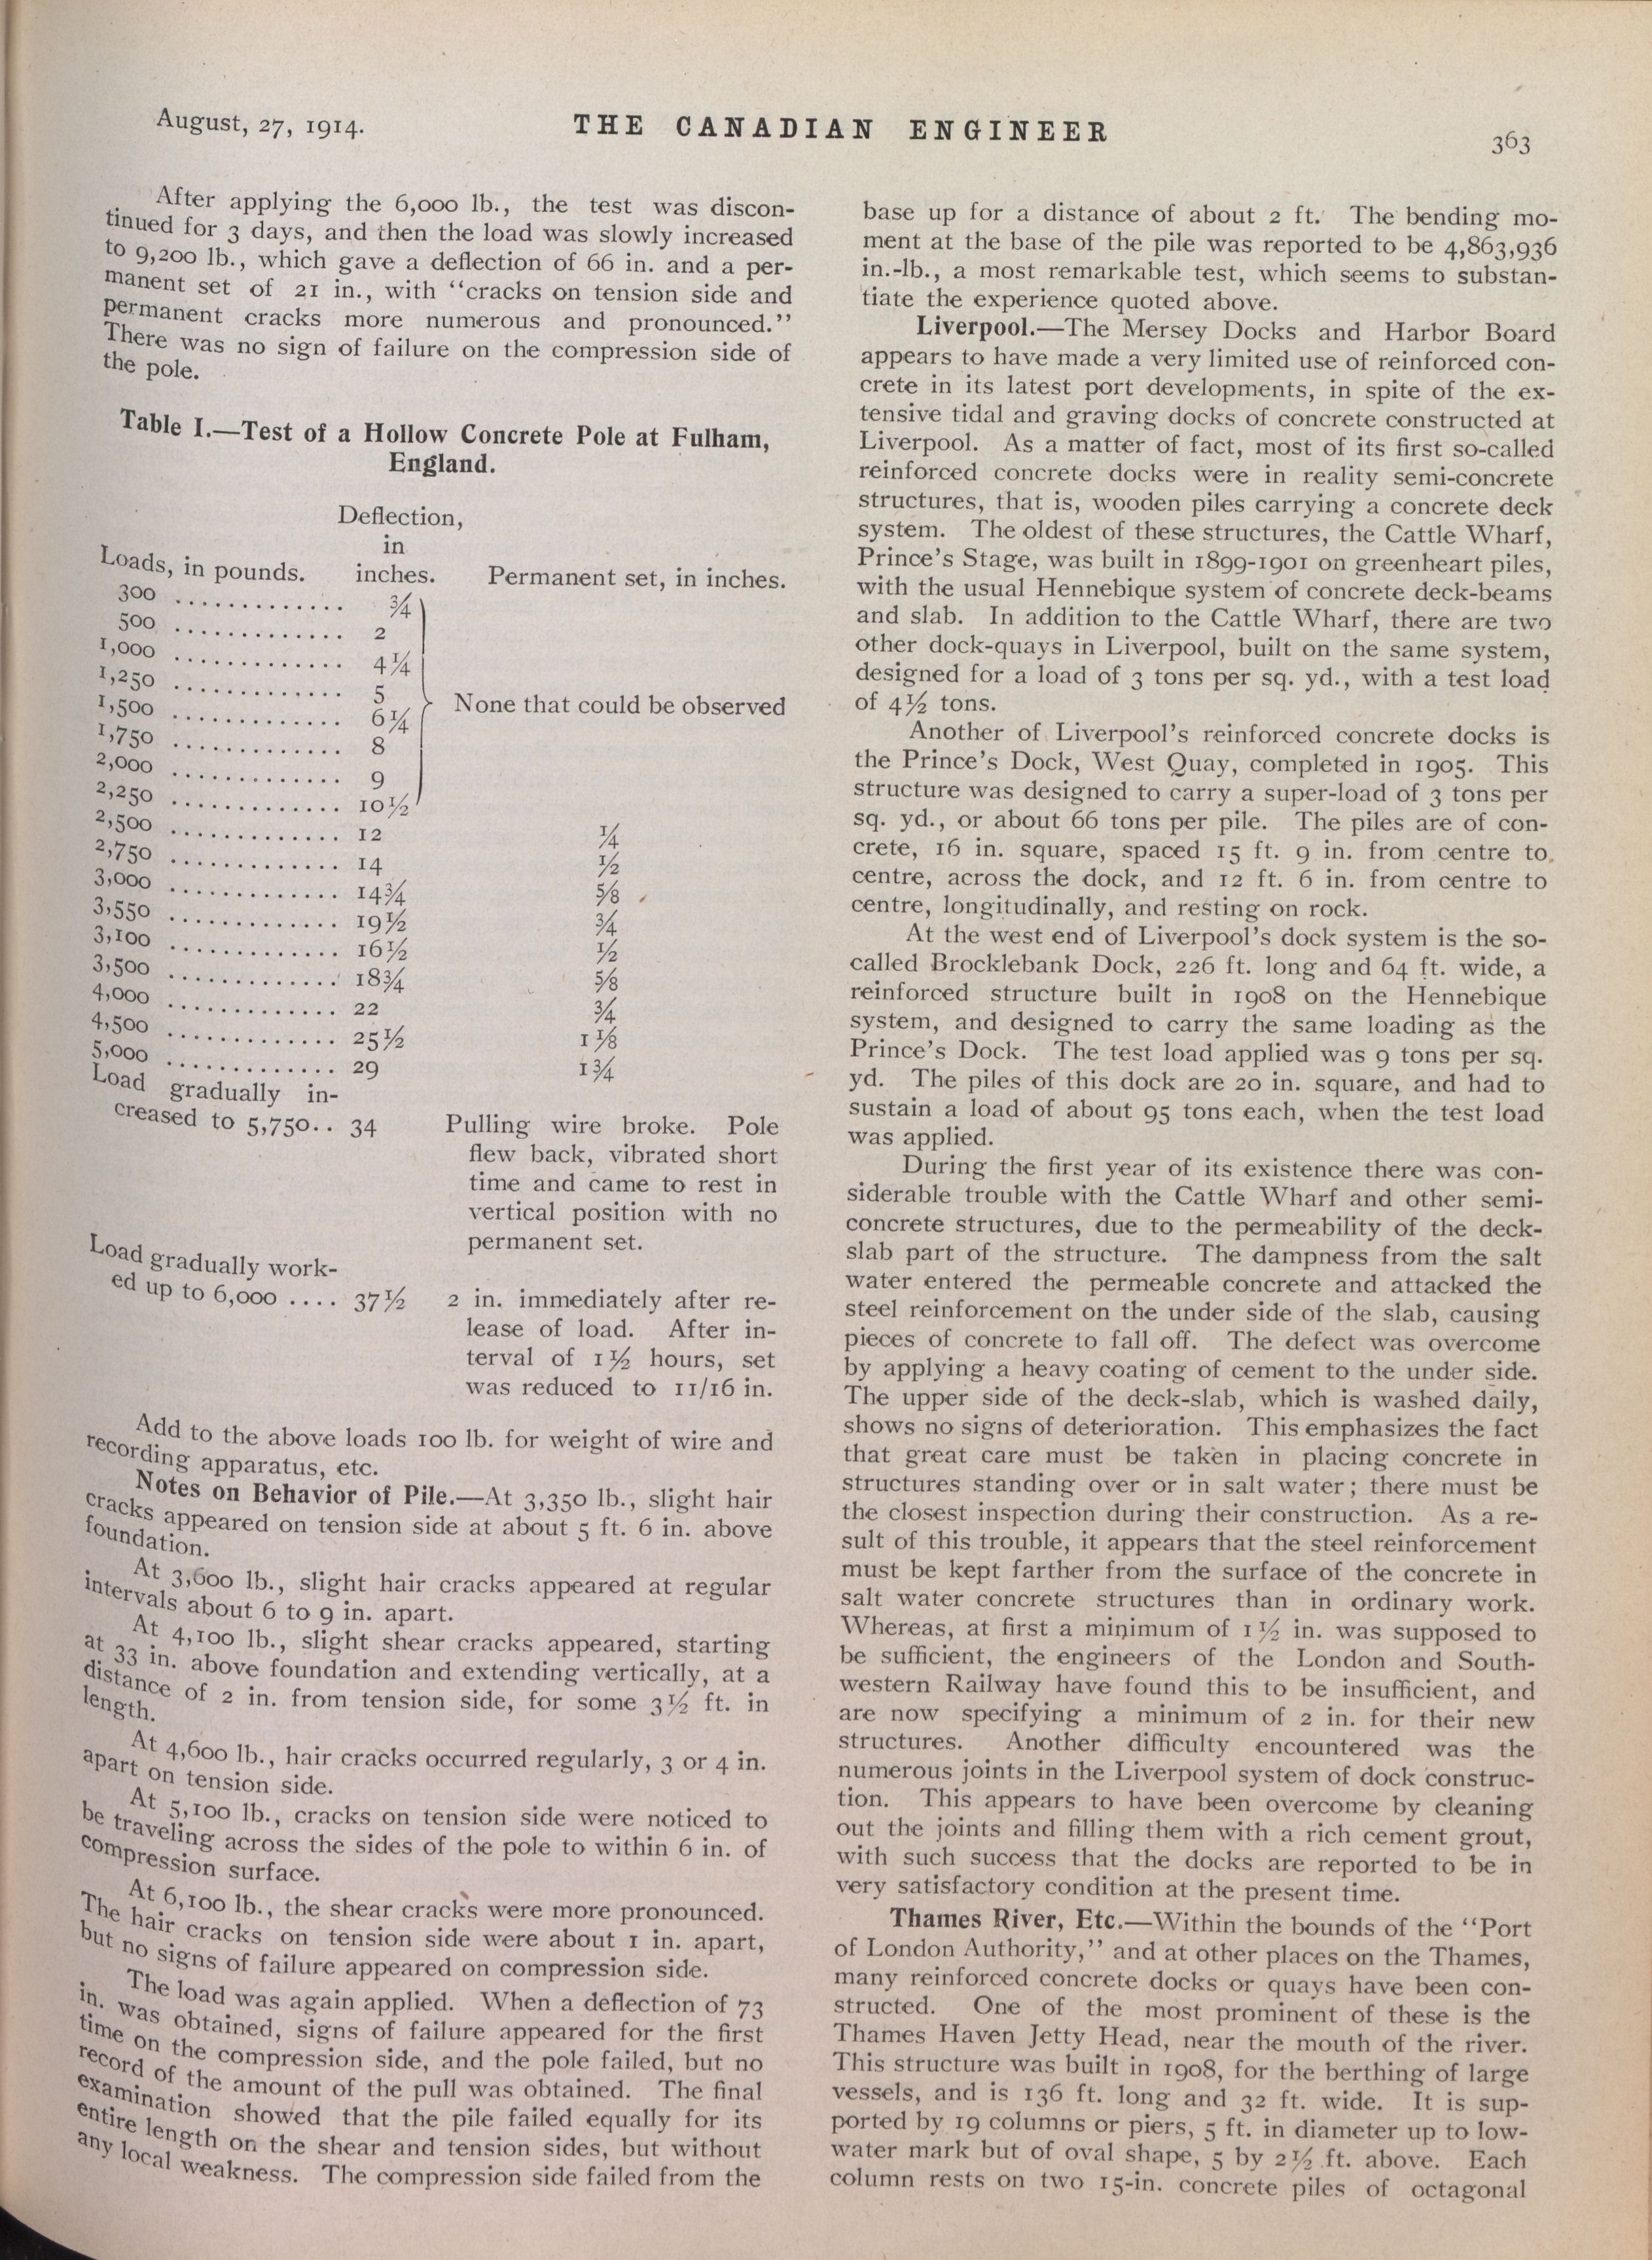 August, 27, 1914.
THE CANADIAN ENGINEER
363
After applying the 6,000 lb., the test was discon-
tinued for 3 days, and then the load was slowly increased
to 9,200 lb., which gave a deflection of 66 in. and a per-
manent set of 21 in., with "cracks on tension side and
permanent cracks more numerous and pronounced."
There was no sign of failure on the compression side of
the pole.
Table I.—Test of a Hollow Concrete Pole at Fulham,
England.
Deflection,
in
Loads, in pounds. inches. Permanent set, in inches.
300 ............. ¾
500 ............. 2
1,000 ............. 4¼
1,250 ............. 5
1,500 ............. 6¼ None that could be observed
1,750 ............. 8
2,000 ............. 9
2,250 ............. 10½
2,500 ............. 12 ¼
2,750 ............. 14 ½
3,000 ............. 14¾ ⅝
3,550 ............. 19½ ¾
3,100 ............. 16½ ½
3,500 ............. 18¾ ⅝
4,000 ............. 22 ¾
4,500 ............. 25½ 1⅛
5,000 ............. 29 1¾
Load gradually in-
creased to 5,750.. 34 Pulling wire broke. Pole
flew back, vibrated short
time and came to rest in
vertical position with no
permanent set.
Load gradually work-
ed up to 6,000 .... 37½ 2 in. immediately after re-
lease of load. After in-
terval of 1½ hours, set
was reduced to 11/16 in.
Add to the above loads 100 lb. for weight of wire and
recording apparatus, etc.
Notes on Behavior of Pile.—At 3,350 lb., slight hair
cracks appeared on tension side at about 5 ft. 6 in. above
foundation.
At 3,600 lb., slight hair cracks appeared at regular
intervals about 6 to 9 in. apart.
At 4,100 lb., slight shear cracks appeared, starting
at 33 in. above foundation and extending vertically, at a
distance of 2 in. from tension side, for some 3½ ft. in
length.
At 4,600 lb., hair cracks occurred regularly, 3 or 4 in.
apart on tension side.
At 5,100 lb., cracks on tension side were noticed to
be traveling across the sides of the pole to within 6 in. of
compression surface.
At 6,100 lb., the shear cracks were more pronounced.
The hair cracks on tension side were about 1 in. apart,
but no signs of failure appeared on compression side.
The load was again applied. When a deflection of 73
in. was obtained, signs of failure appeared for the first
time on the compression side, and the pole failed, but no
record of the amount of the pull was obtained. The final
examination showed that the pile failed equally for its
entire length on the shear and tension sides, but without
any local weakness. The compression side failed from the
base up for a distance of about 2 ft. The bending mo-
ment at the base of the pile was reported to be 4,863,936
in.-lb., a most remarkable test, which seems to substan-
tiate the experience quoted above.
Liverpool.—The Mersey Docks and Harbor Board
appears to have made a very limited use of reinforced con-
crete in its latest port developments, in spite of the ex-
tensive tidal and graving docks of concrete constructed at
Liverpool. As a matter of fact, most of its first so-called
reinforced concrete docks were in reality semi-concrete
structures, that is, wooden piles carrying a concrete deck
system. The oldest of these structures, the Cattle Wharf,
Prince's Stage, was built in 1899-1901 on greenheart piles,
with the usual Hennebique system of concrete deck-beams
and slab. In addition to the Cattle Wharf, there are two
other dock-quays in Liverpool, built on the same system,
designed for a load of 3 tons per sq. yd., with a test load
of 4½ tons.
Another of Liverpool's reinforced concrete docks is
the Prince's Dock, West Quay, completed in 1905. This
structure was designed to carry a super-load of 3 tons per
sq. yd., or about 66 tons per pile. The piles are of con-
crete, 16 in. square, spaced 15 ft. 9 in. from centre to
centre, across the dock, and 12 ft. 6 in. from centre to
centre, longitudinally, and resting on rock.
At the west end of Liverpool's dock system is the so-
called Brocklebank Dock, 226 ft. long and 64 ft. wide, a
reinforced structure built in 1908 on the Hennebique
system, and designed to carry the same loading as the
Prince's Dock. The test load applied was 9 tons per sq.
yd. The piles of this dock are 20 in. square, and had to
sustain a load of about 95 tons each, when the test load
was applied.
During the first year of its existence there was con-
siderable trouble with the Cattle Wharf and other semi-
concrete structures, due to the permeability of the deck-
slab part of the structure. The dampness from the salt
water entered the permeable concrete and attacked the
steel reinforcement on the under side of the slab, causing
pieces of concrete to fall off. The defect was overcome
by applying a heavy coating of cement to the under side.
The upper side of the deck-slab, which is washed daily,
shows no signs of deterioration. This emphasizes the fact
that great care must be taken in placing concrete in
structures standing over or in salt water; there must be
the closest inspection during their construction. As a re-
sult of this trouble, it appears that the steel reinforcement
must be kept farther from the surface of the concrete in
salt water concrete structures than in ordinary work.
Whereas, at first a minimum of 1½ in. was supposed to
be sufficient, the engineers of the London and South-
western Railway have found this to be insufficient, and
are now specifying a minimum of 2 in. for their new
structures. Another difficulty encountered was the
numerous joints in the Liverpool system of dock construc-
tion. This appears to have been overcome by cleaning
out the joints and filling them with a rich cement grout,
with such success that the docks are reported to be in
very satisfactory condition at the present time.
Thames River, Etc.—Within the bounds of the "Port
of London Authority," and at other places on the Thames,
many reinforced concrete docks or quays have been con-
structed. One of the most prominent of these is the
Thames Haven Jetty Head, near the mouth of the river.
This structure was built in 1908, for the berthing of large
vessels, and is 136 ft. long and 32 ft. wide. It is sup-
ported by 19 columns or piers, 5 ft. in diameter up to low-
water mark but of oval shape, 5 by 2½ ft. above. Each
column rests on two 15-in. concrete piles of octagonal